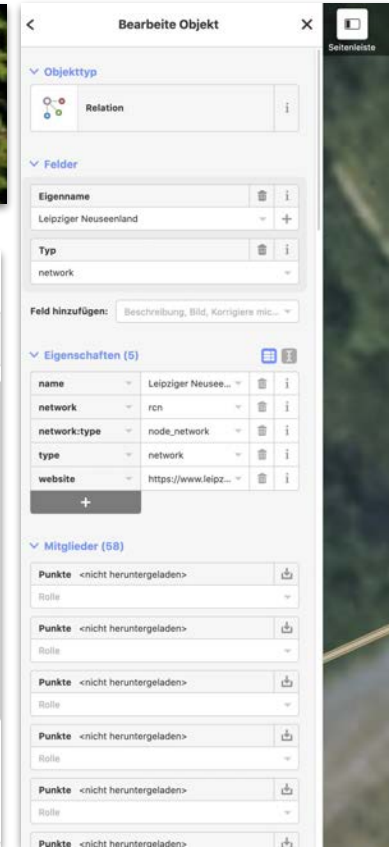 Bearbeite Objekt
Seitenleiste
Objekttyp
Relation i
Felder
Eigenname i
Leipziger Neuseenland
Typ i
network
Feld hinzufügen: Beschreibung, Bild, Korrigiere mic...
Eigenschaften (5)
name Leipziger Neusee... i
network rcn i
network:type node_network i
type network i
website https://www.leipz... i
+
Mitglieder (58)
Punkte <nicht heruntergeladen>
Rolle
Punkte <nicht heruntergeladen>
Rolle
Punkte <nicht heruntergeladen>
Rolle
Punkte <nicht heruntergeladen>
Rolle
Punkte <nicht heruntergeladen>
Rolle
Punkte <nicht heruntergeladen>